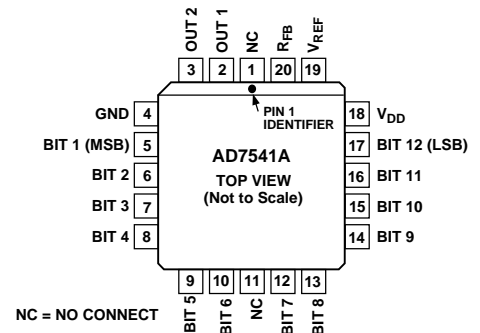 OUT 2
OUT 1
NC
RFB
VREF
3
2
1
20
19
GND 4
PIN 1
IDENTIFIER
18 VDD
BIT 1 (MSB) 5
17 BIT 12 (LSB)
AD7541A
BIT 2 6
TOP VIEW
16 BIT 11
(Not to Scale)
BIT 3 7
15 BIT 10
BIT 4 8
14 BIT 9
9
10
11
12
13
BIT 5
BIT 6
NC
BIT 7
BIT 8
NC = NO CONNECT